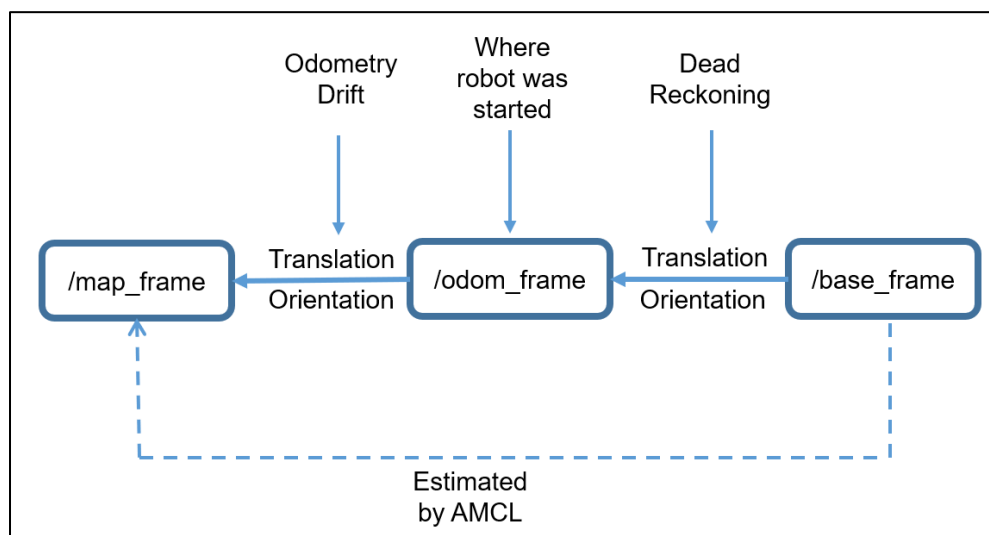 Odometry
Drift
Where
robot was
started
Dead
Reckoning
/map_frame
Translation
Orientation
/odom_frame
Translation
Orientation
/base_frame
Estimated
by AMCL